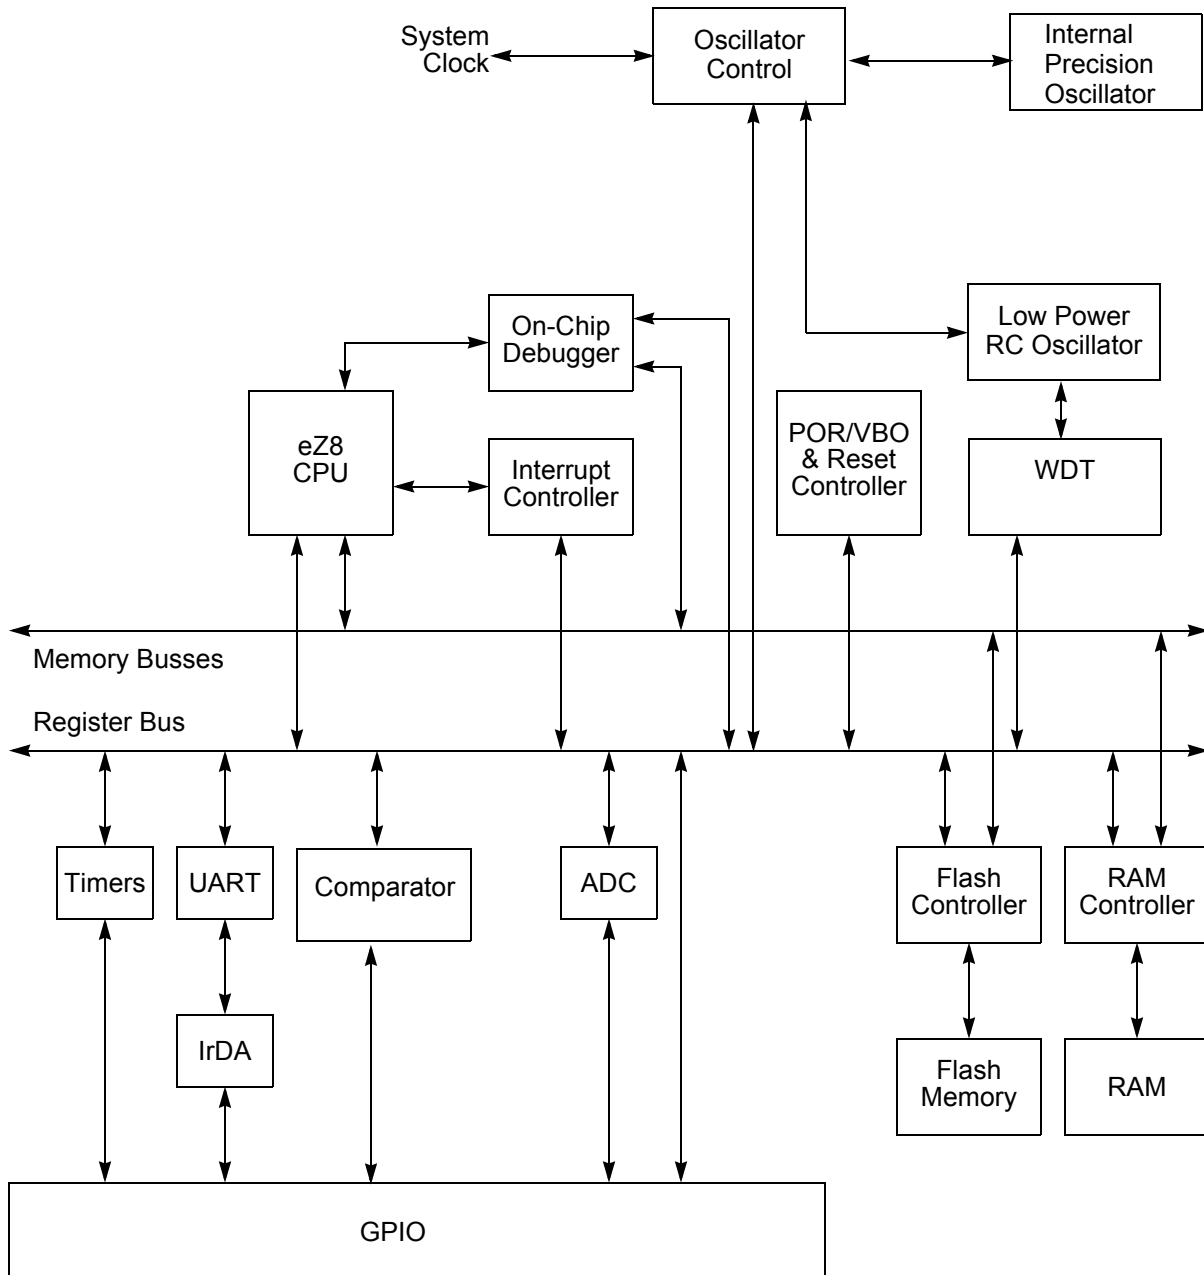 System
Clock
Oscillator
Control
Internal
Precision
Oscillator
On-Chip
Debugger
Low Power
RC Oscillator
eZ8
CPU
Interrupt
Controller
POR/VBO
& Reset
Controller
WDT
Memory Busses
Register Bus
Timers
UART
Comparator
ADC
Flash
Controller
RAM
Controller
IrDA
Flash
Memory
RAM
GPIO